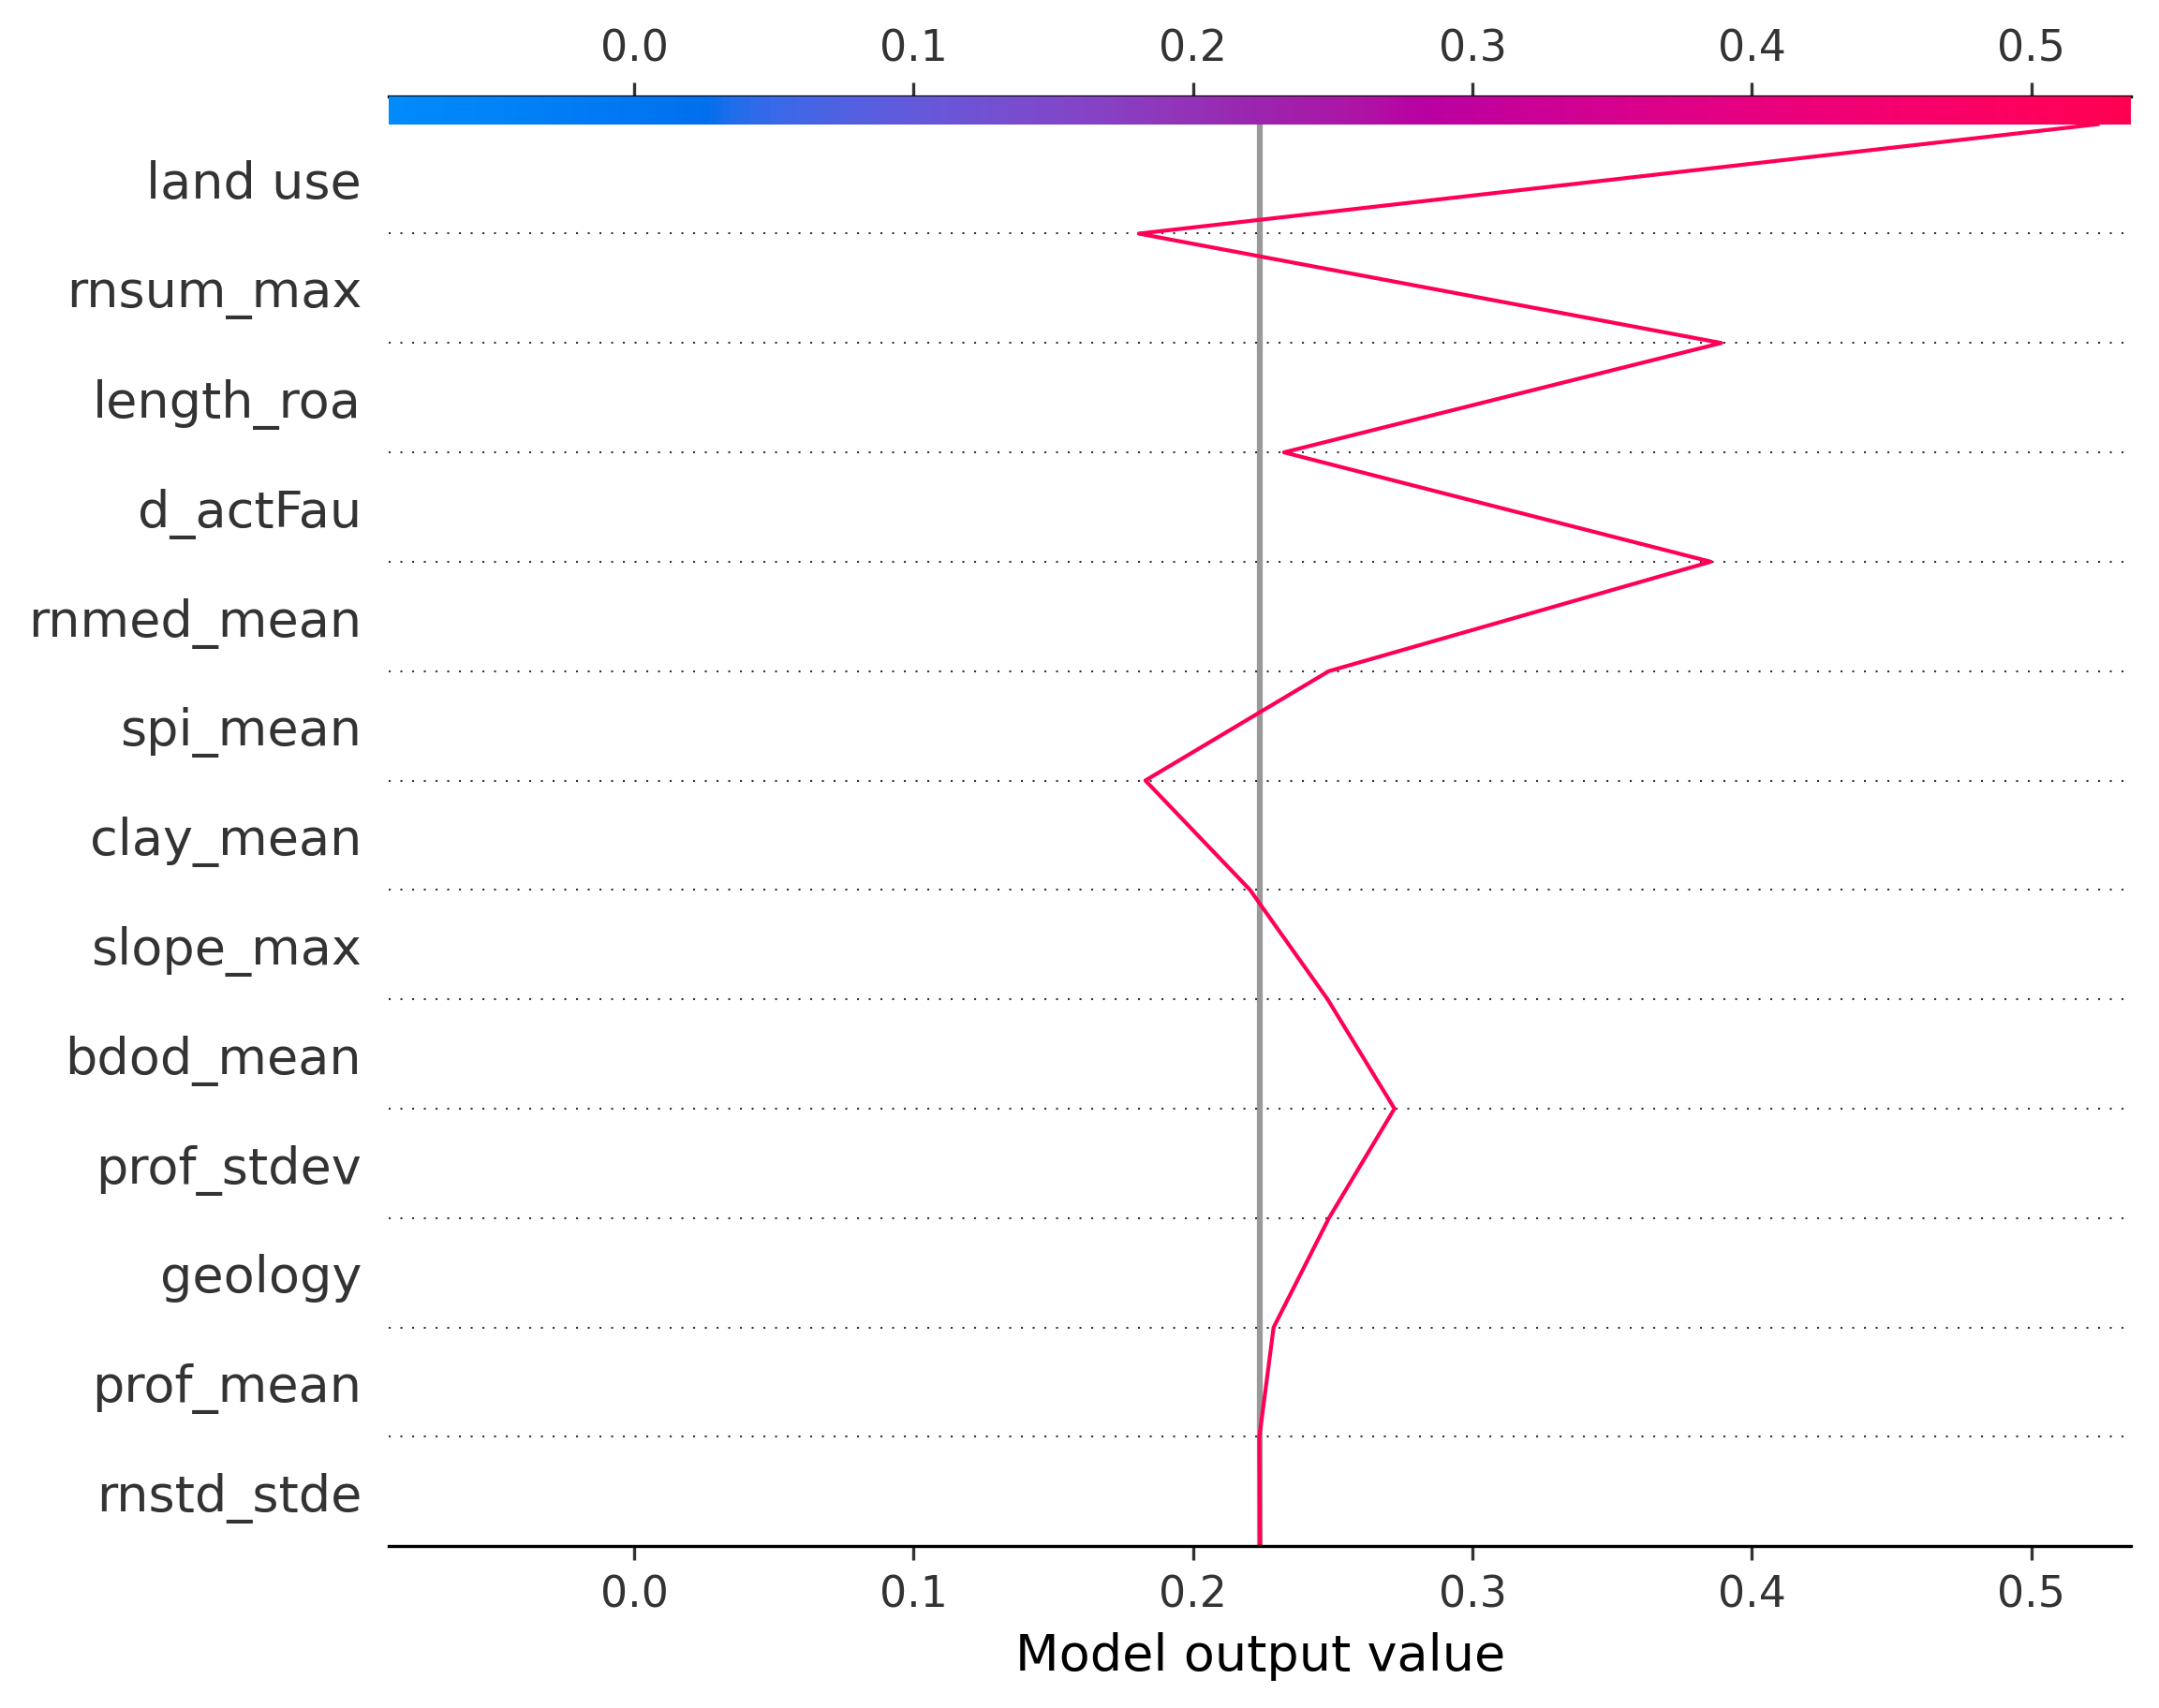 0.0 0.1 0.2 0.3 0.4 0.5
land use
rnsum_max
length_roa
d_actFau
rnmed_mean
spi_mean
clay_mean
slope_max
bdod_mean
prof_stdev
geology
prof_mean
rnstd_stde
0.0 0.1 0.2 0.3 0.4 0.5
Model output value